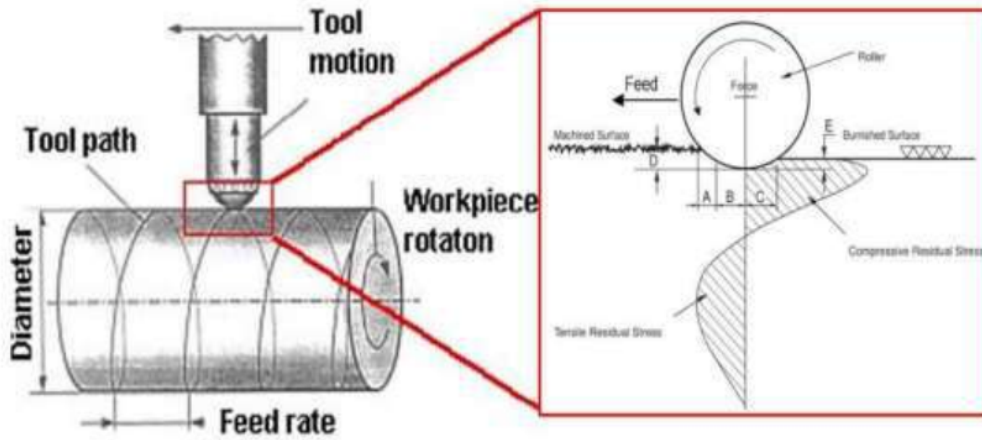 Tool
motion
Tool path
Workpiece
rotaton
Diameter
Feed rate
Roller
Feed
Force
Machined Surface
E
Burnished Surface
D
A
B
C
Compressive Residual Stress
Tensile Residual Stress